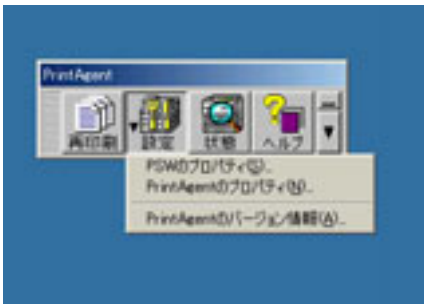 PrintAgent
再印刷 設定 状態 ヘルプ
PSWのプロパティ(S)...
PrintAgentのプロパティ(N)...
PrintAgentのバージョン情報(A)...